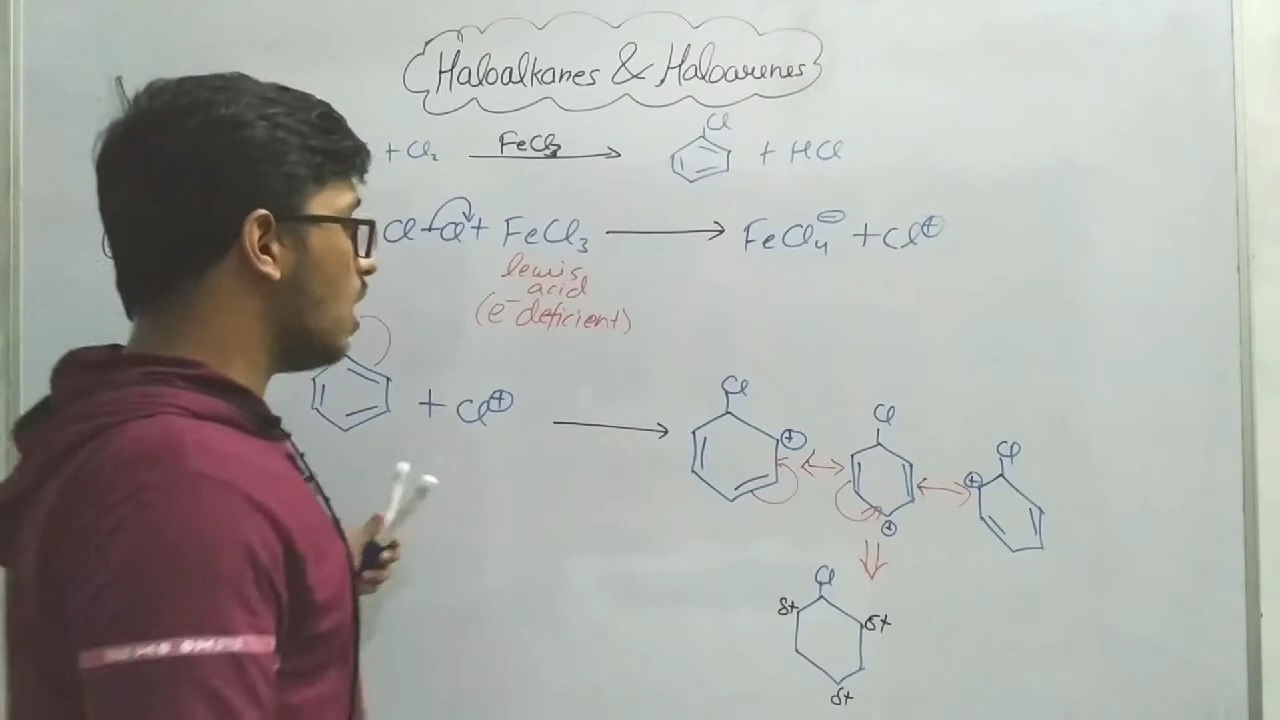 Haloalkanes & Haloarenes
+ Cl₂ FeCl₃ Cl + HCl
Cl-Cl + FeCl₃ FeCl₄⊖ + Cl⊕
lewis
acid
(e⁻deficient)
+ Cl⊕
Cl ⊕ Cl ⊕ Cl ⊕
Cl
δ+ δ+
δ+